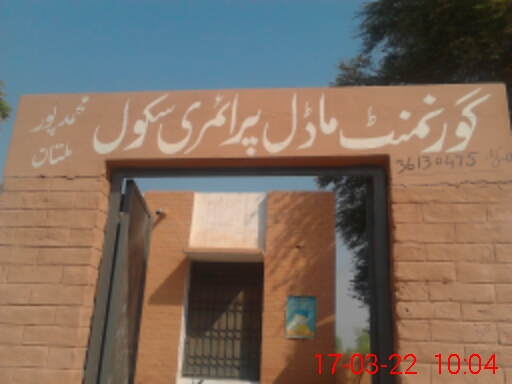 گورنمنٹ ماڈل پرائمری سکول
محمد پور
ملتان
36130475
17-03-22 10:04